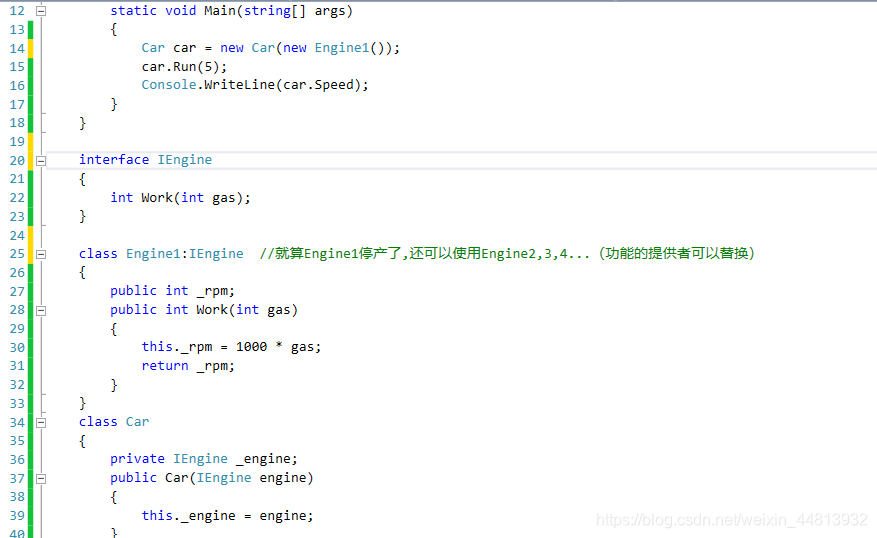 12 static void Main(string[] args)
13 {
14 Car car = new Car(new Engine1());
15 car.Run(5);
16 Console.WriteLine(car.Speed);
17 }
18 }
19
20 interface IEngine
21 {
22 int Work(int gas);
23 }
24
25 class Engine1:IEngine //就算Engine1停产了,还可以使用Engine2,3,4...（功能的提供者可以替换）
26 {
27 public int _rpm;
28 public int Work(int gas)
29 {
30 this._rpm = 1000 * gas;
31 return _rpm;
32 }
33 }
34 class Car
35 {
36 private IEngine _engine;
37 public Car(IEngine engine)
38 {
39 this._engine = engine;
40 }
https://blog.csdn.net/weixin_44813932